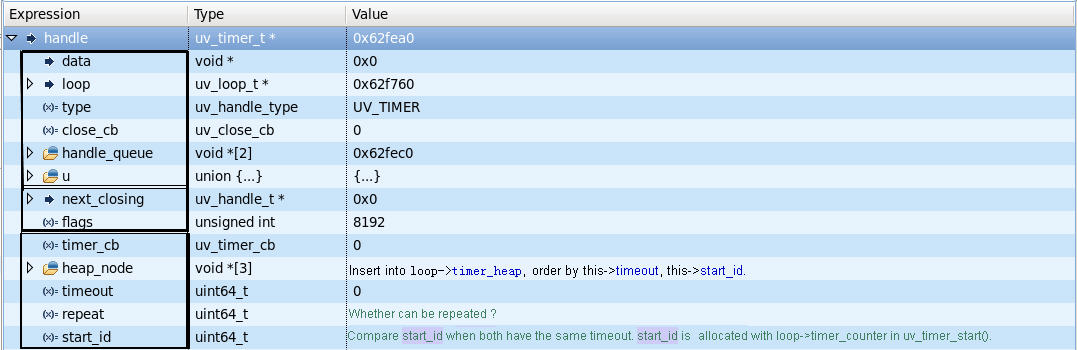 Expression Type Value
handle uv_timer_t * 0x62fea0
data void * 0x0
loop uv_loop_t * 0x62f760
(x)= type uv_handle_type UV_TIMER
(x)= close_cb uv_close_cb 0
handle_queue void *[2] 0x62fec0
u union {...} {...}
next_closing uv_handle_t * 0x0
(x)= flags unsigned int 8192
(x)= timer_cb uv_timer_cb 0
heap_node void *[3] Insert into loop->timer_heap, order by this->timeout, this->start_id.
(x)= timeout uint64_t 0
(x)= repeat uint64_t Whether can be repeated ?
(x)= start_id uint64_t Compare start_id when both have the same timeout. start_id is allocated with loop->timer_counter in uv_timer_start().